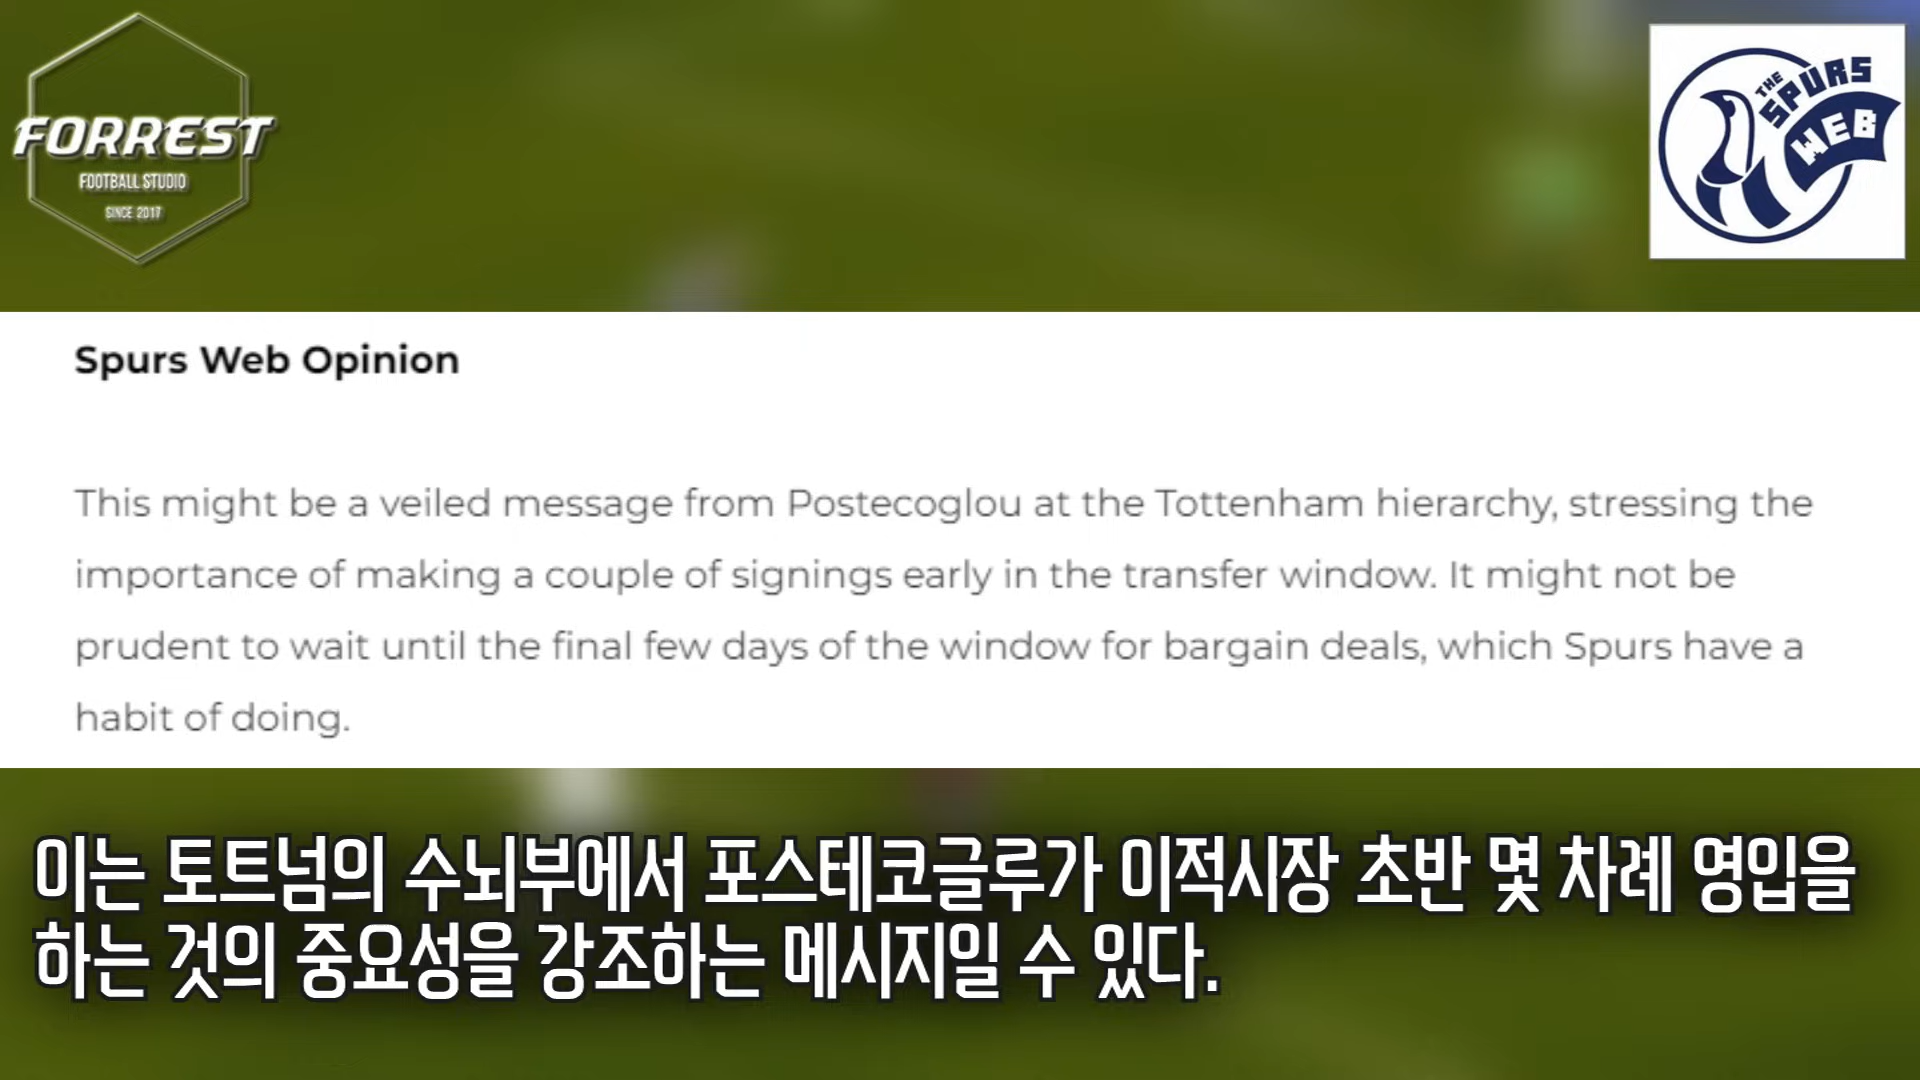 FORREST
FOOTBALL STUDIO
SINCE 2017
THE
SPURS
WEB
Spurs Web Opinion
This might be a veiled message from Postecoglou at the Tottenham hierarchy, stressing the
importance of making a couple of signings early in the transfer window. It might not be
prudent to wait until the final few days of the window for bargain deals, which Spurs have a
habit of doing.
이는 토트넘의 수뇌부에서 포스테코글루가 이적시장 초반 몇 차례 영입을
하는 것의 중요성을 강조하는 메시지일 수 있다.